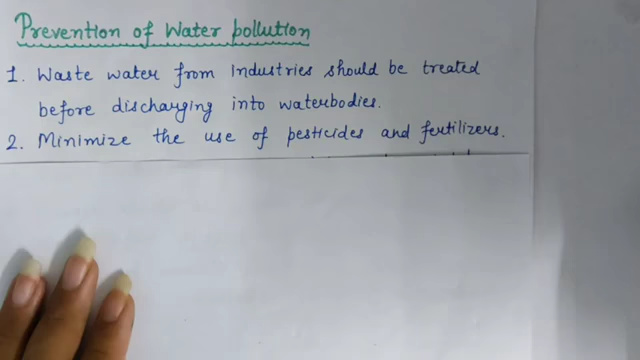 Prevention of Water pollution
1. Waste water from industries should be treated
before discharging into waterbodies.
2. Minimize the use of pesticides and fertilizers.